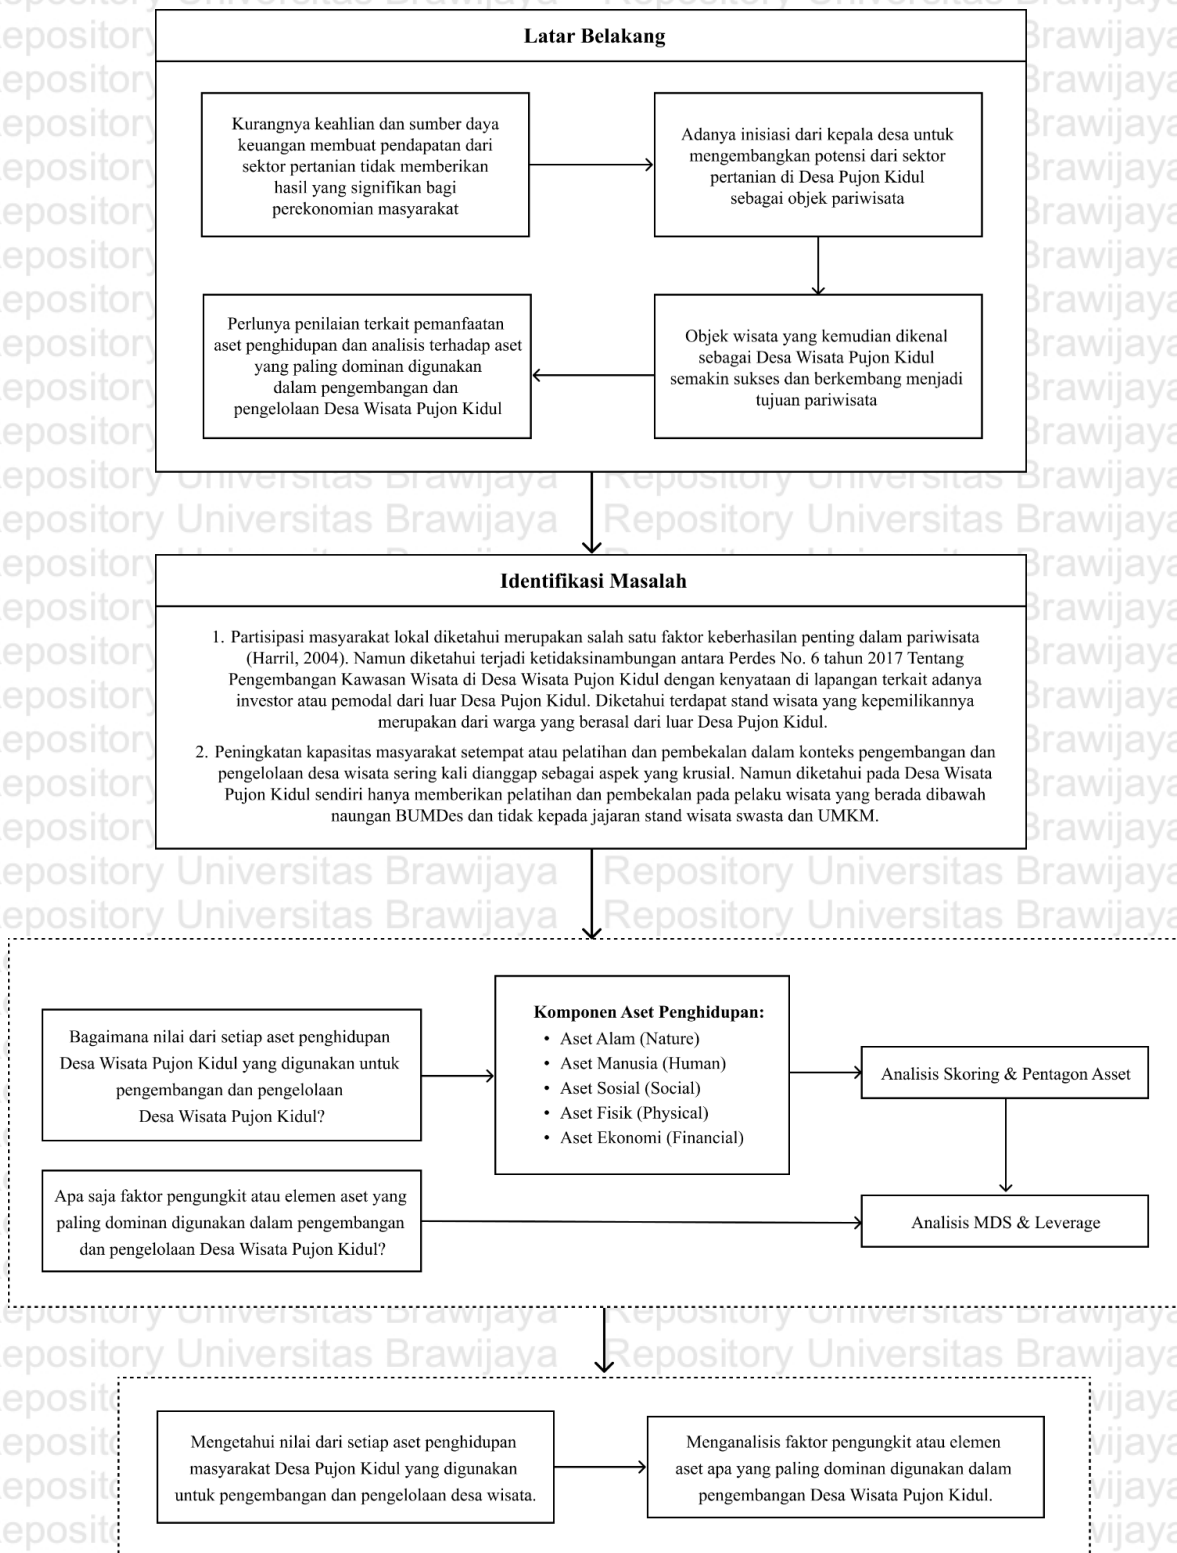 Latar Belakang
Kurangnya keahlian dan sumber daya
keuangan membuat pendapatan dari
sektor pertanian tidak memberikan
hasil yang signifikan bagi
perekonomian masyarakat
Adanya inisiasi dari kepala desa untuk
mengembangkan potensi dari sektor
pertanian di Desa Pujon Kidul
sebagai objek pariwisata
Objek wisata yang kemudian dikenal
sebagai Desa Wisata Pujon Kidul
semakin sukses dan berkembang menjadi
tujuan pariwisata
Perlunya penilaian terkait pemanfaatan
aset penghidupan dan analisis terhadap aset
yang paling dominan digunakan
dalam pengembangan dan
pengelolaan Desa Wisata Pujon Kidul
Repository Universitas Brawijaya
Identifikasi Masalah
1. Partisipasi masyarakat lokal diketahui merupakan salah satu faktor keberhasilan penting dalam pariwisata
(Harril, 2004). Namun diketahui terjadi ketidaksinambungan antara Perdes No. 6 tahun 2017 Tentang
Pengembangan Kawasan Wisata di Desa Wisata Pujon Kidul dengan kenyataan di lapangan terkait adanya
investor atau pemodal dari luar Desa Pujon Kidul. Diketahui terdapat stand wisata yang kepemilikannya
merupakan dari warga yang berasal dari luar Desa Pujon Kidul.
2. Peningkatan kapasitas masyarakat setempat atau pelatihan dan pembekalan dalam konteks pengembangan dan
pengelolaan desa wisata sering kali dianggap sebagai aspek yang krusial. Namun diketahui pada Desa Wisata
Pujon Kidul sendiri hanya memberikan pelatihan dan pembekalan pada pelaku wisata yang berada dibawah
naungan BUMDes dan tidak kepada jajaran stand wisata swasta dan UMKM.
Bagaimana nilai dari setiap aset penghidupan
Desa Wisata Pujon Kidul yang digunakan untuk
pengembangan dan pengelolaan
Desa Wisata Pujon Kidul?
Komponen Aset Penghidupan:
• Aset Alam (Nature)
• Aset Manusia (Human)
• Aset Sosial (Social)
• Aset Fisik (Physical)
• Aset Ekonomi (Financial)
Analisis Skoring & Pentagon Asset
Apa saja faktor pengungkit atau elemen aset yang
paling dominan digunakan dalam pengembangan
dan pengelolaan Desa Wisata Pujon Kidul?
Analisis MDS & Leverage
Mengetahui nilai dari setiap aset penghidupan
masyarakat Desa Pujon Kidul yang digunakan
untuk pengembangan dan pengelolaan desa wisata.
Menganalisis faktor pengungkit atau elemen
aset apa yang paling dominan digunakan dalam
pengembangan Desa Wisata Pujon Kidul.